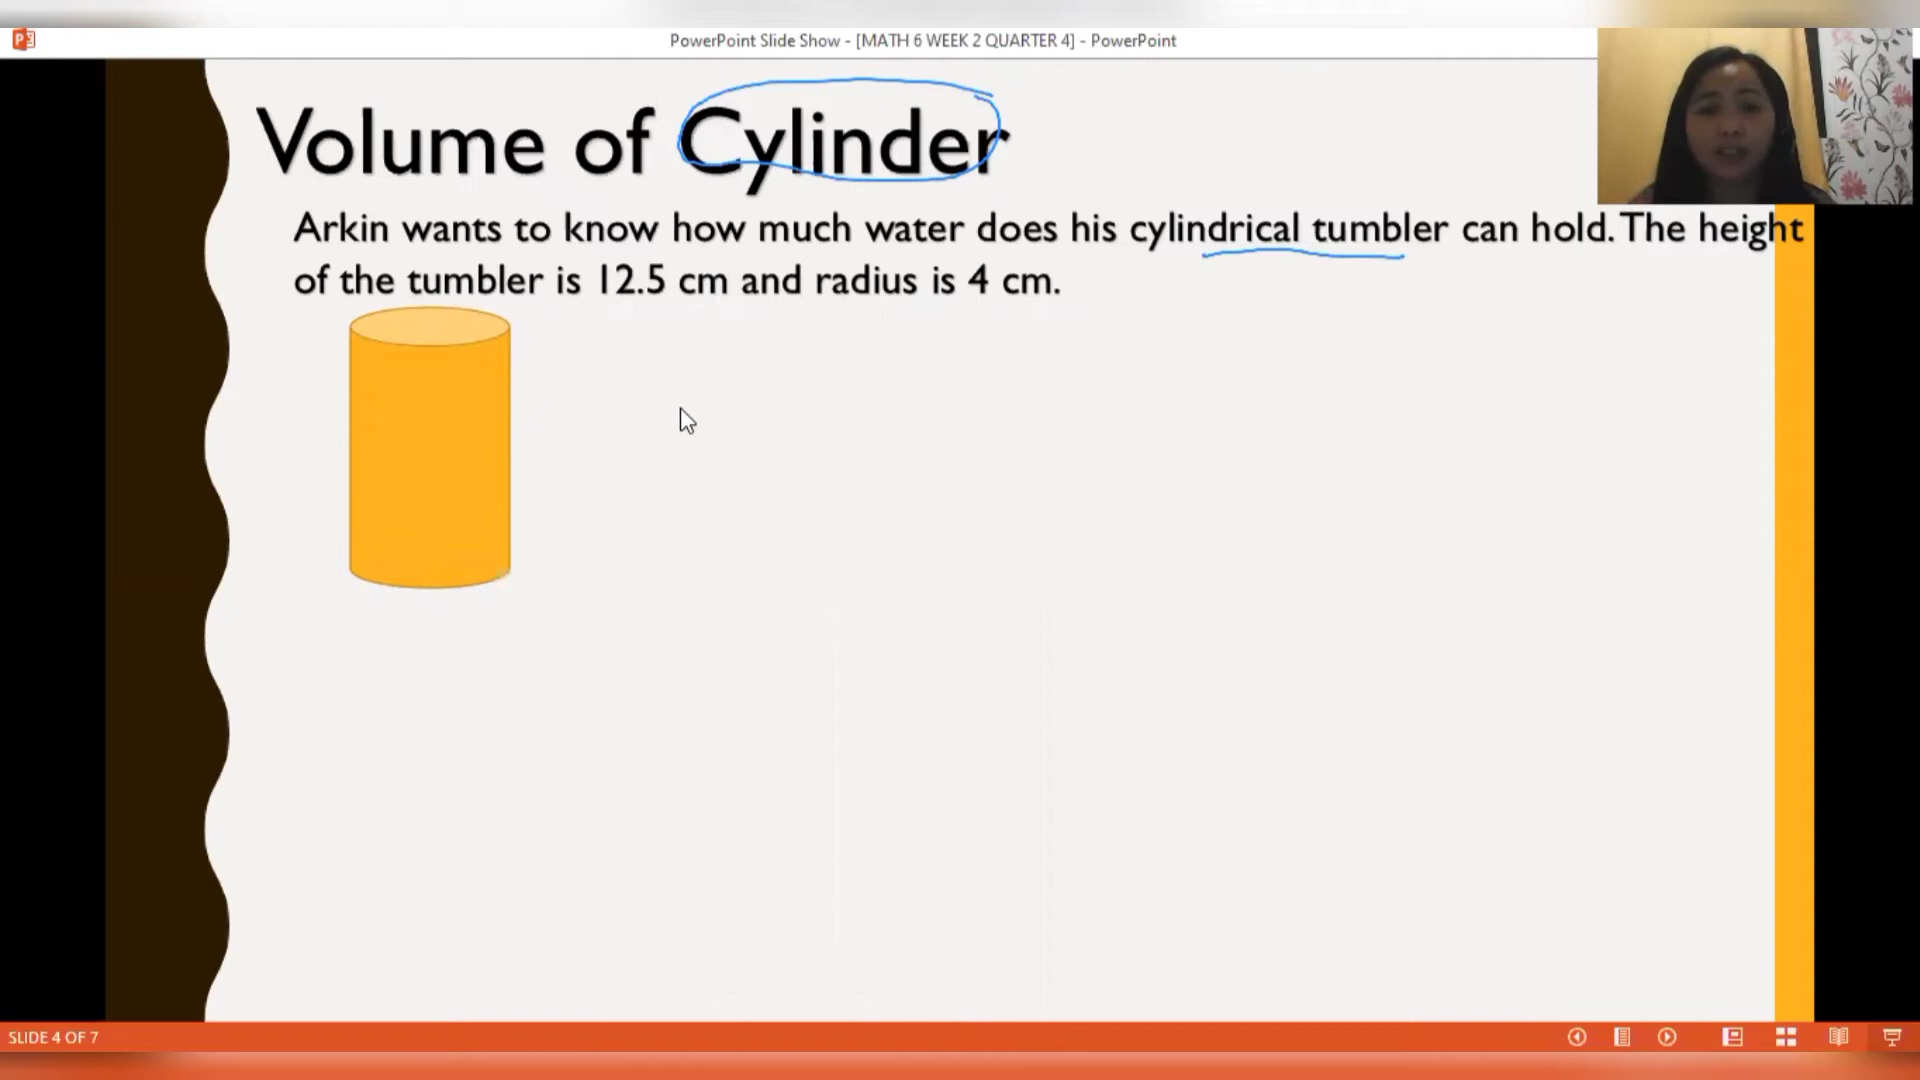 PowerPoint Slide Show - [MATH 6 WEEK 2 QUARTER 4] - PowerPoint
Volume of Cylinder
Arkin wants to know how much water does his cylindrical tumbler can hold. The height
of the tumbler is 12.5 cm and radius is 4 cm.
SLIDE 4 OF 7